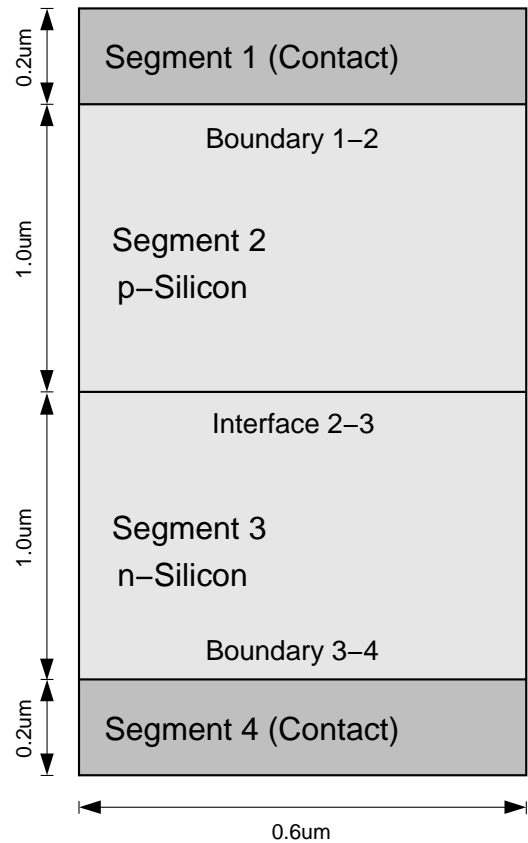 0.2um
Segment 1 (Contact)
Boundary 1−2
1.0um
Segment 2
p−Silicon
Interface 2−3
1.0um
Segment 3
n−Silicon
Boundary 3−4
0.2um
Segment 4 (Contact)
0.6um